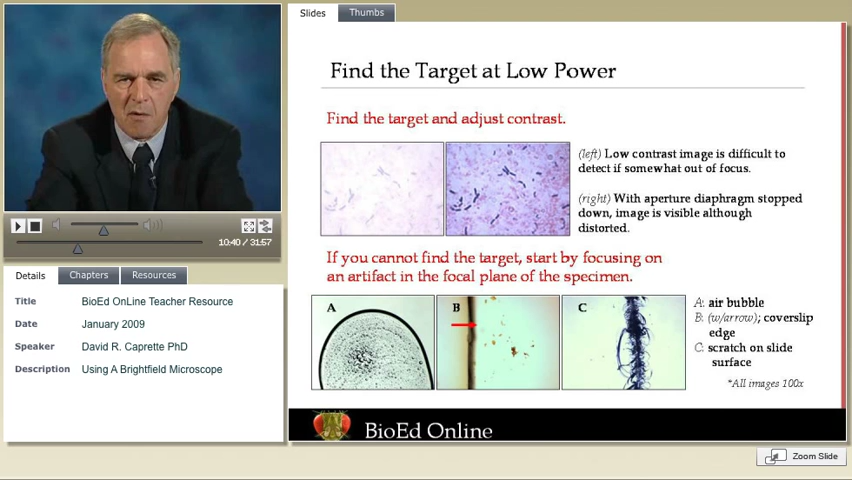 Slides
Thumbs
Find the Target at Low Power
Find the target and adjust contrast.
(left) Low contrast image is difficult to
detect if somewhat out of focus.
(right) With aperture diaphragm stopped
down, image is visible although
distorted.
If you cannot find the target, start by focusing on
an artifact in the focal plane of the specimen.
A
B
C
A: air bubble
B: (w/arrow); coverslip
edge
C: scratch on slide
surface
*All images 100x
BioEd Online
Zoom Slide
10:40 / 31:57
Details
Chapters
Resources
Title BioEd OnLine Teacher Resource
Date January 2009
Speaker David R. Caprette PhD
Description Using A Brightfield Microscope